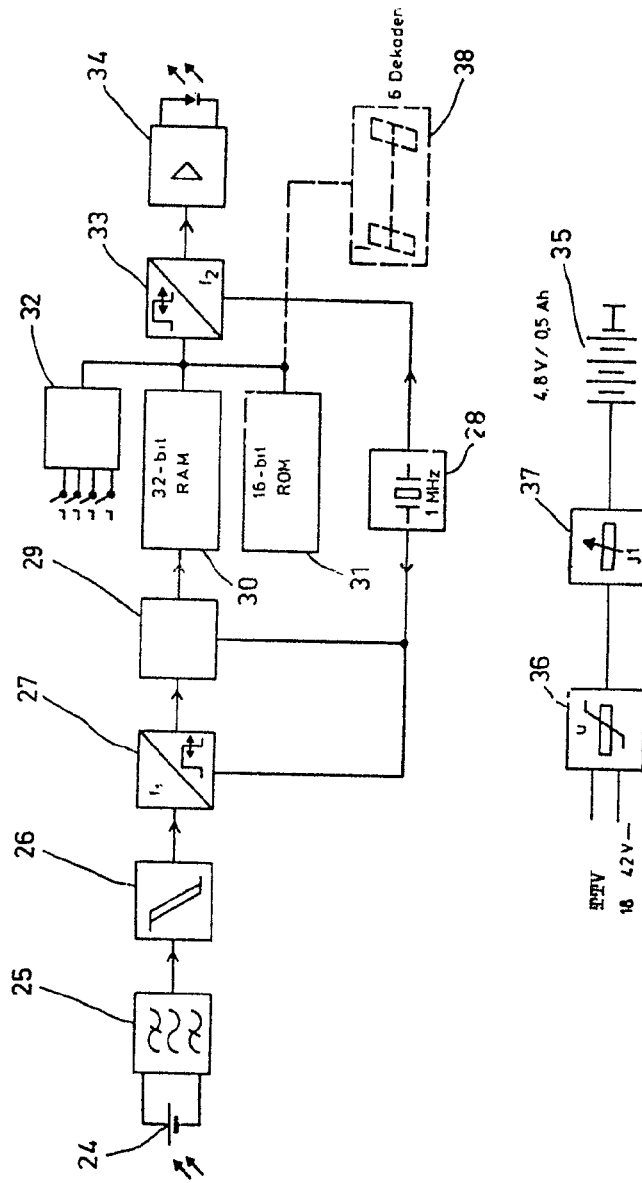 24
25
26
27
f1
29
30
32-bit
RAM
31
16-bit
ROM
32
33
f2
34
28
1 MHz
6 Dekaden
38
36
U
18 42V—
37
J1
35
4,8V / 0,5 Ah